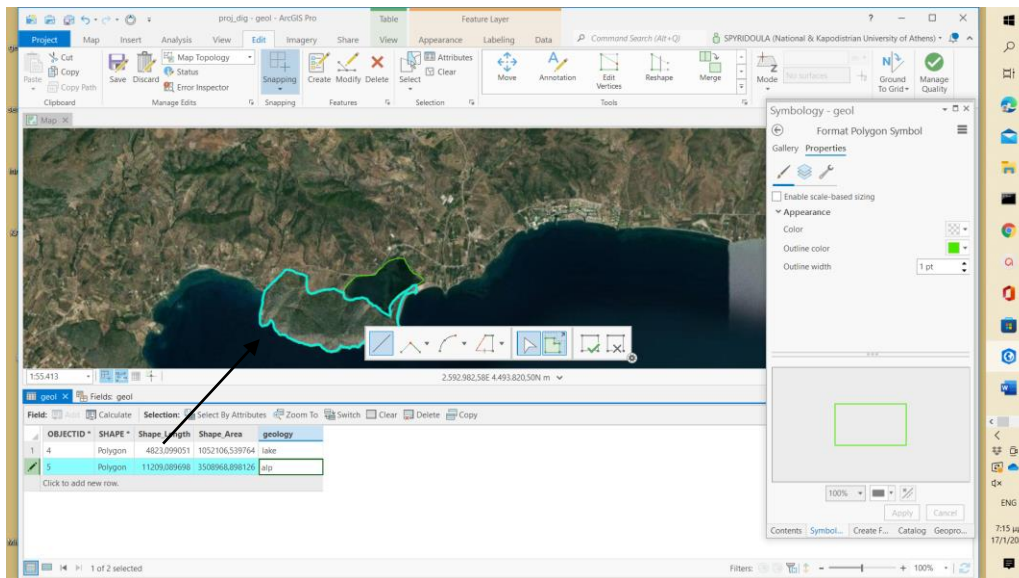 proj_dig - geol - ArcGIS Pro
Table
Feature Layer
Project Map Insert Analysis View Edit Imagery Share View Appearance Labeling Data
Command Search (Alt+Q)
SPYRIDOULA (National & Kapodistrian University of Athens)
Paste
Cut
Copy
Copy Path
Clipboard
Save Discard
Map Topology
Status
Error Inspector
Manage Edits
Snapping
Snapping
Create Modify Delete
Features
Select
Attributes
Clear
Selection
Move Annotation Edit Vertices Reshape Merge
Tools
Mode
No surfaces
Ground To Grid
Manage Quality
Map
1:55.413
2.592.982,58E 4.493.820,50N m
Symbology - geol
Format Polygon Symbol
Gallery Properties
Enable scale-based sizing
Appearance
Color
Outline color
Outline width 1 pt
100%
Apply Cancel
Contents Symbol... Create F... Catalog Geopro...
geol Fields: geol
Field: Add Calculate Selection: Select By Attributes Zoom To Switch Clear Delete Copy
OBJECTID * SHAPE * Shape_Length Shape_Area geology
1 4 Polygon 4823,099051 1052106,539764 lake
5 Polygon 11209,089698 3508968,898126 alp
Click to add new row.
1 of 2 selected
Filters:
100%
ENG
7:15 μμ
17/1/20